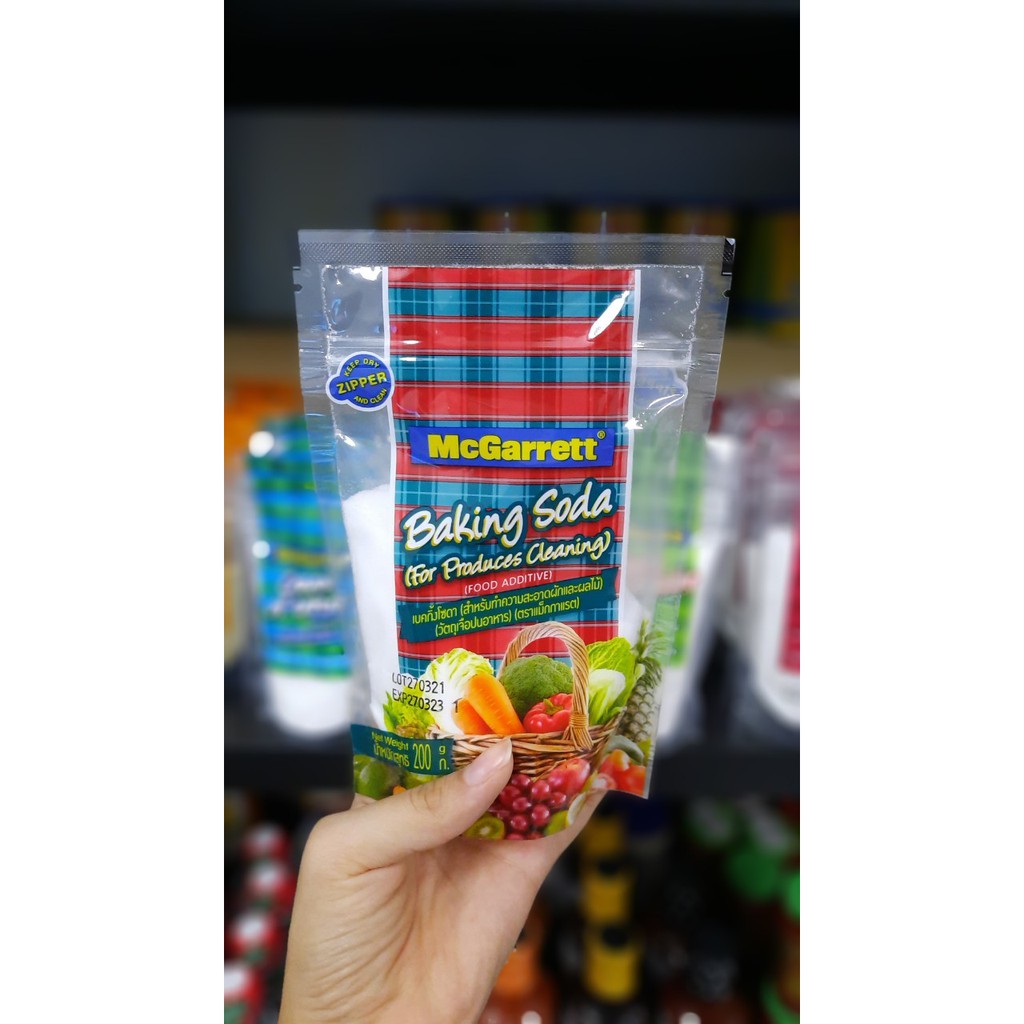 KEEP DRY
ZIPPER
AND CLEAN
McGarrett®
Baking Soda
(For Produces Cleaning)
(FOOD ADDITIVE)
เบคกิ้งโซดา (สำหรับทำความสะอาดผักและผลไม้)
(วัตถุเจือปนอาหาร) (ตราแม็กกาแรต)
LOT270321
EXP270323 1
Net Weight
น้ำหนักสุทธิ 200 g ก.